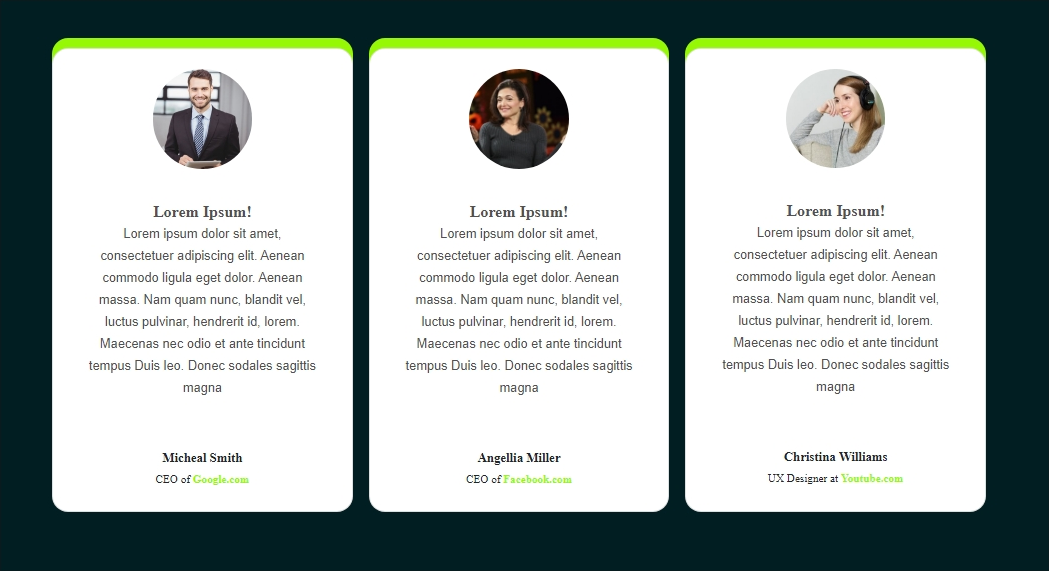 Lorem Ipsum!
Lorem ipsum dolor sit amet,
consectetuer adipiscing elit. Aenean
commodo ligula eget dolor. Aenean
massa. Nam quam nunc, blandit vel,
luctus pulvinar, hendrerit id, lorem.
Maecenas nec odio et ante tincidunt
tempus Duis leo. Donec sodales sagittis
magna
Micheal Smith
CEO of Google.com
Lorem Ipsum!
Lorem ipsum dolor sit amet,
consectetuer adipiscing elit. Aenean
commodo ligula eget dolor. Aenean
massa. Nam quam nunc, blandit vel,
luctus pulvinar, hendrerit id, lorem.
Maecenas nec odio et ante tincidunt
tempus Duis leo. Donec sodales sagittis
magna
Angellia Miller
CEO of Facebook.com
Lorem Ipsum!
Lorem ipsum dolor sit amet,
consectetuer adipiscing elit. Aenean
commodo ligula eget dolor. Aenean
massa. Nam quam nunc, blandit vel,
luctus pulvinar, hendrerit id, lorem.
Maecenas nec odio et ante tincidunt
tempus Duis leo. Donec sodales sagittis
magna
Christina Williams
UX Designer at Youtube.com